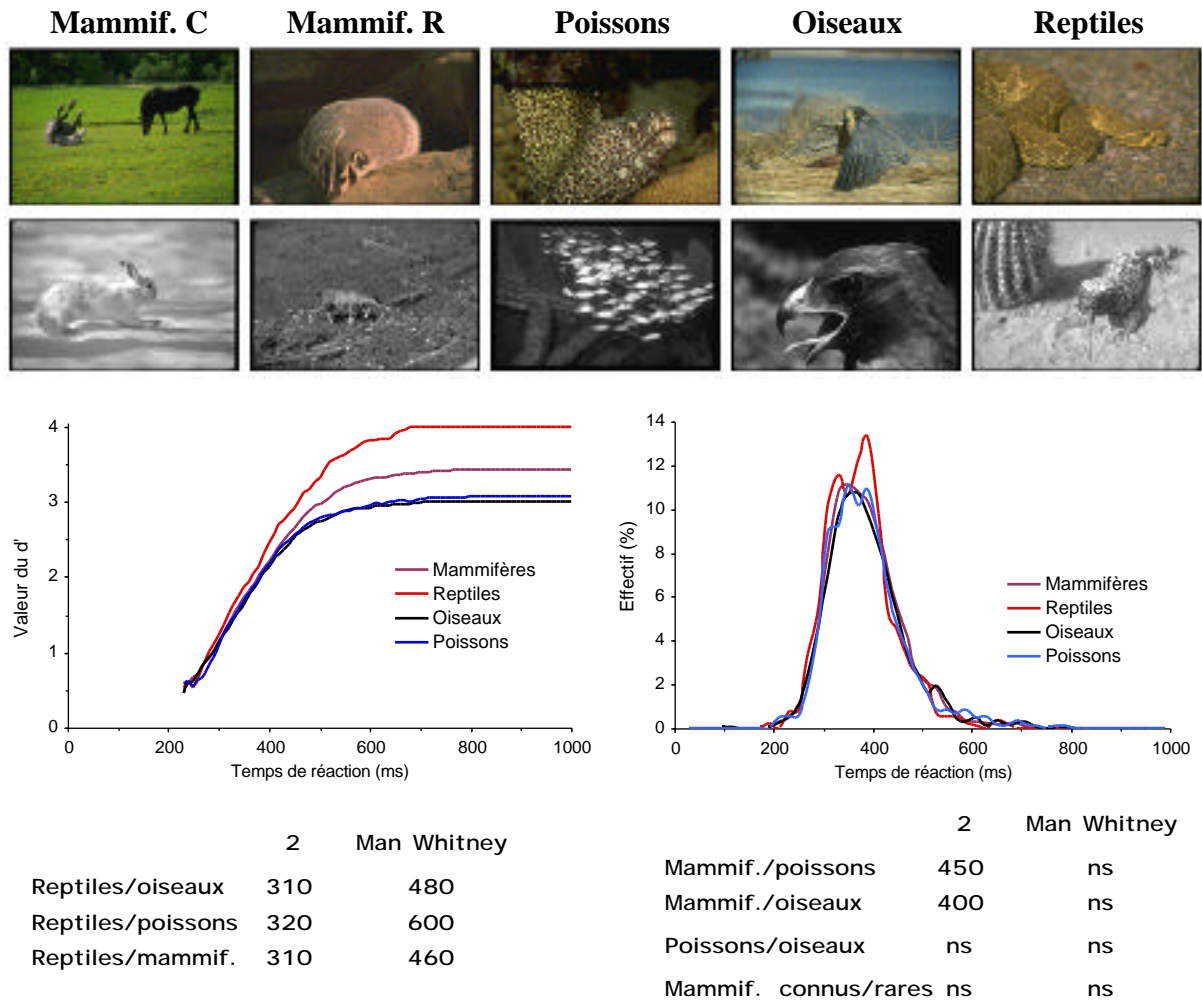 Mammif. C Mammif. R Poissons Oiseaux Reptiles
4
3
2
1
0
Valeur du d'
Mammifères
Reptiles
Oiseaux
Poissons
0 200 400 600 800 1000
Temps de réaction (ms)
14
12
10
8
6
4
2
0
Effectif (%)
Mammifères
Reptiles
Oiseaux
Poissons
0 200 400 600 800 1000
Temps de réaction (ms)
2 Man Whitney
Reptiles/oiseaux 310 480
Reptiles/poissons 320 600
Reptiles/mammif. 310 460
2 Man Whitney
Mammif./poissons 450 ns
Mammif./oiseaux 400 ns
Poissons/oiseaux ns ns
Mammif. connus/rares ns ns